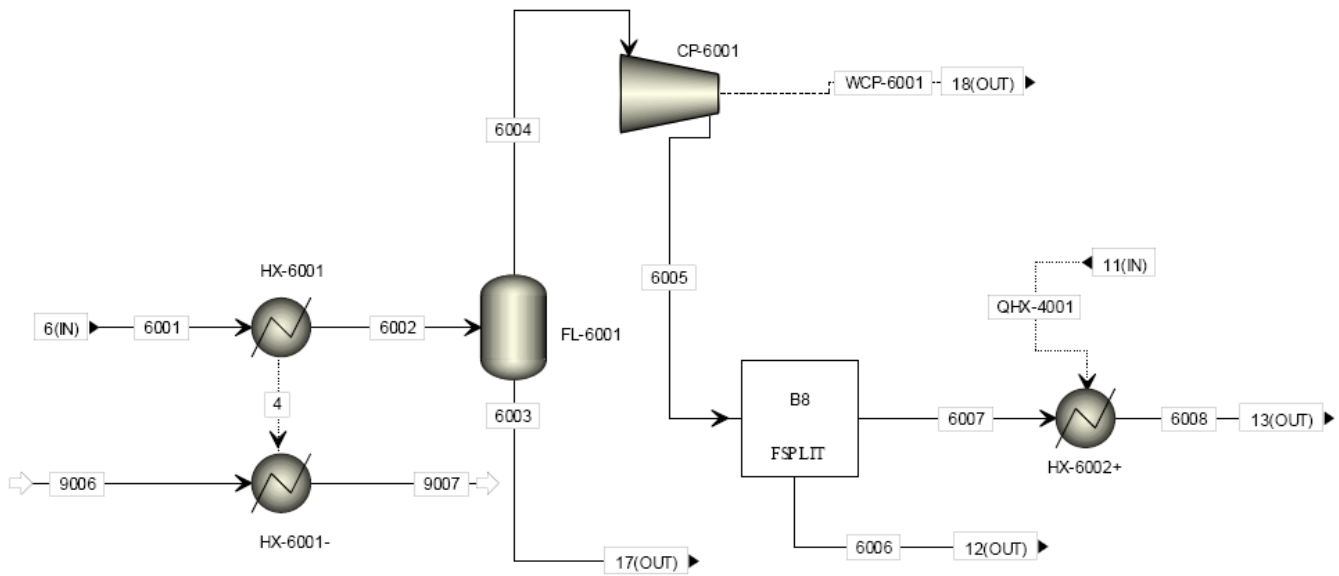 CP-6001
WCP-6001
18(OUT)
6004
HX-6001
11(IN)
6005
QHX-4001
6(IN)
6001
6002
FL-6001
B8
4
6003
6007
6008
13(OUT)
FSPLIT
HX-6002+
9006
9007
HX-6001-
6006
12(OUT)
17(OUT)